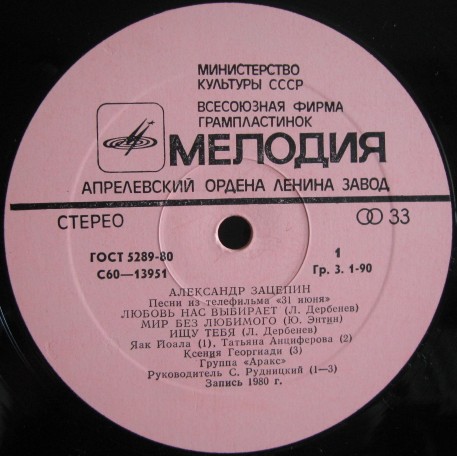 МИНИСТЕРСТВО
КУЛЬТУРЫ СССР
ВСЕСОЮЗНАЯ ФИРМА
ГРАМПЛАСТИНОК
МЕЛОДИЯ
АПРЕЛЕВСКИЙ ОРДЕНА ЛЕНИНА ЗАВОД
СТЕРЕО 33
ГОСТ 5289-80 1
С60—13951 Гр. 3. 1-90
АЛЕКСАНДР ЗАЦЕПИН
Песни из телефильма «31 июня»
ЛЮБОВЬ НАС ВЫБИРАЕТ (Л. Дербенев)
МИР БЕЗ ЛЮБИМОГО (Ю. Энтин)
ИЩУ ТЕБЯ (Л. Дербенев)
Яак Йоала (1), Татьяна Анциферова (2)
Ксения Георгиади (3)
Группа «Аракс»
Руководитель С. Рудницкий (1—3)
Запись 1980 г.